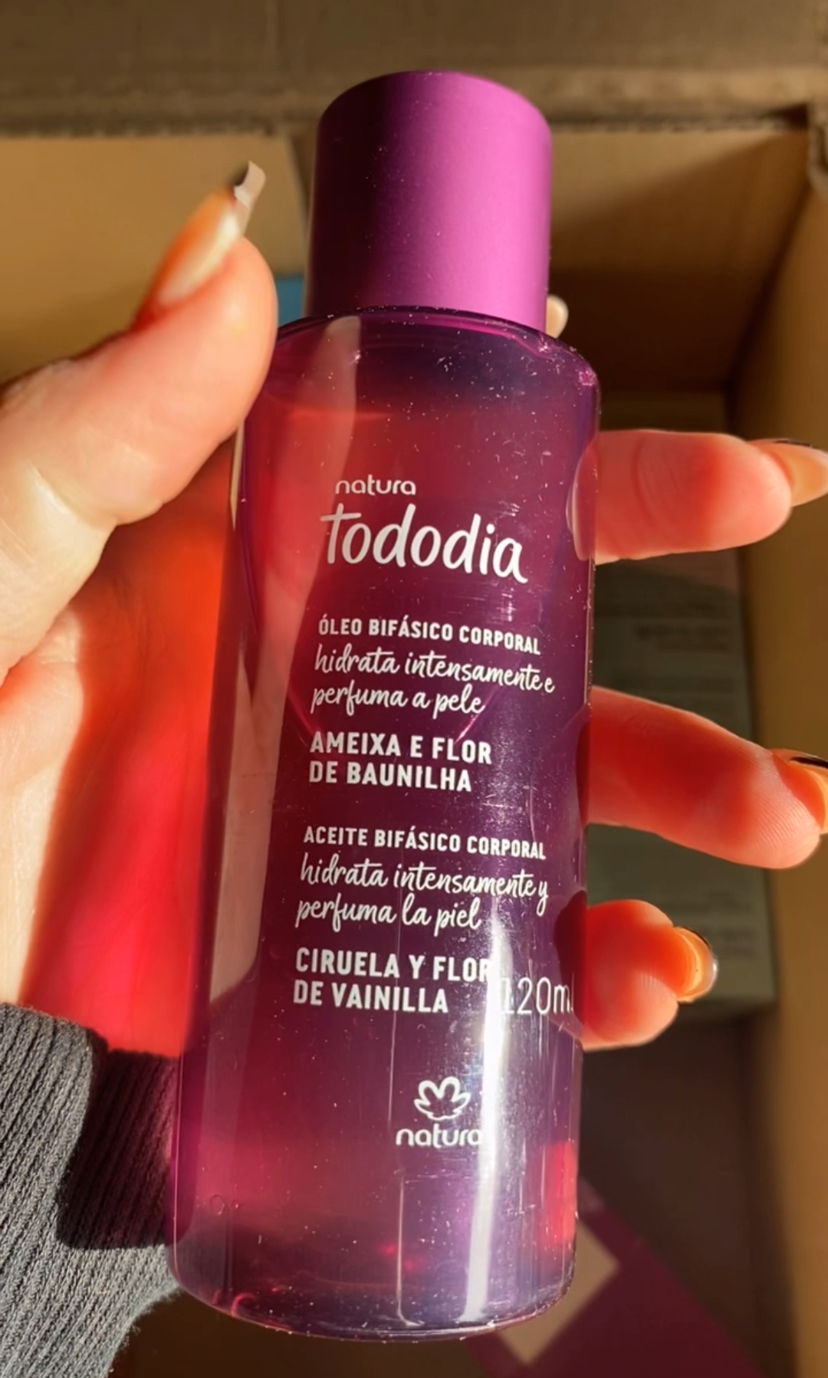 natura
tododia
ÓLEO BIFÁSICO CORPORAL
hidrata intensamente e
perfuma a pele
AMEIXA E FLOR
DE BAUNILHA
ACEITE BIFÁSICO CORPORAL
hidrata intensamente y
perfuma la piel
CIRUELA Y FLOR
DE VAINILLA 120ml
natura